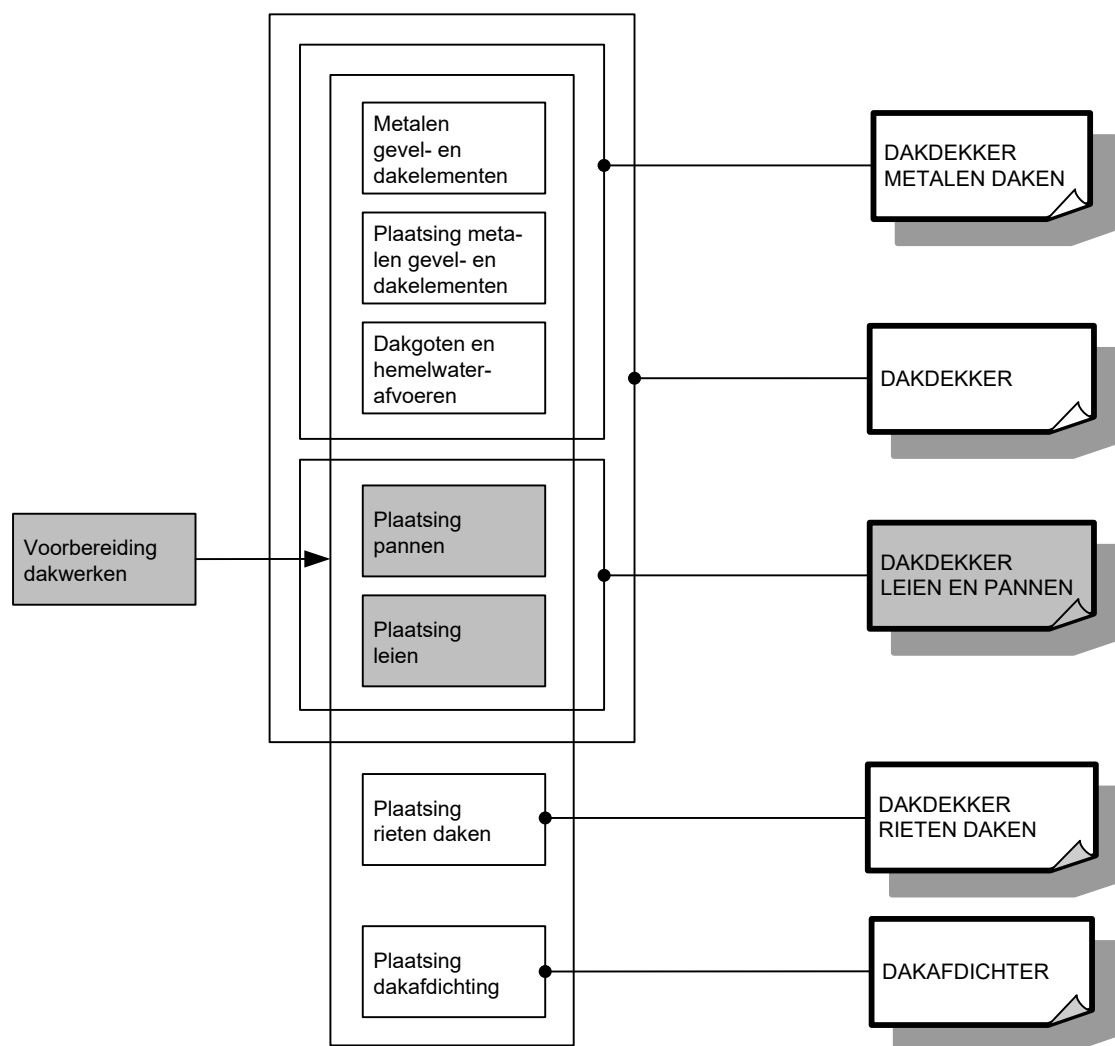 Metalen
gevel- en
dakelementen
DAKDEKKER
METALEN DAKEN
Plaatsing meta-
len gevel- en
dakelementen
Dakgoten en
hemelwater-
afvoeren
DAKDEKKER
Voorbereiding
dakwerken
Plaatsing
pannen
Plaatsing
leien
DAKDEKKER
LEIEN EN PANNEN
Plaatsing
rieten daken
DAKDEKKER
RIETEN DAKEN
Plaatsing
dakafdichting
DAKAFDICHTER